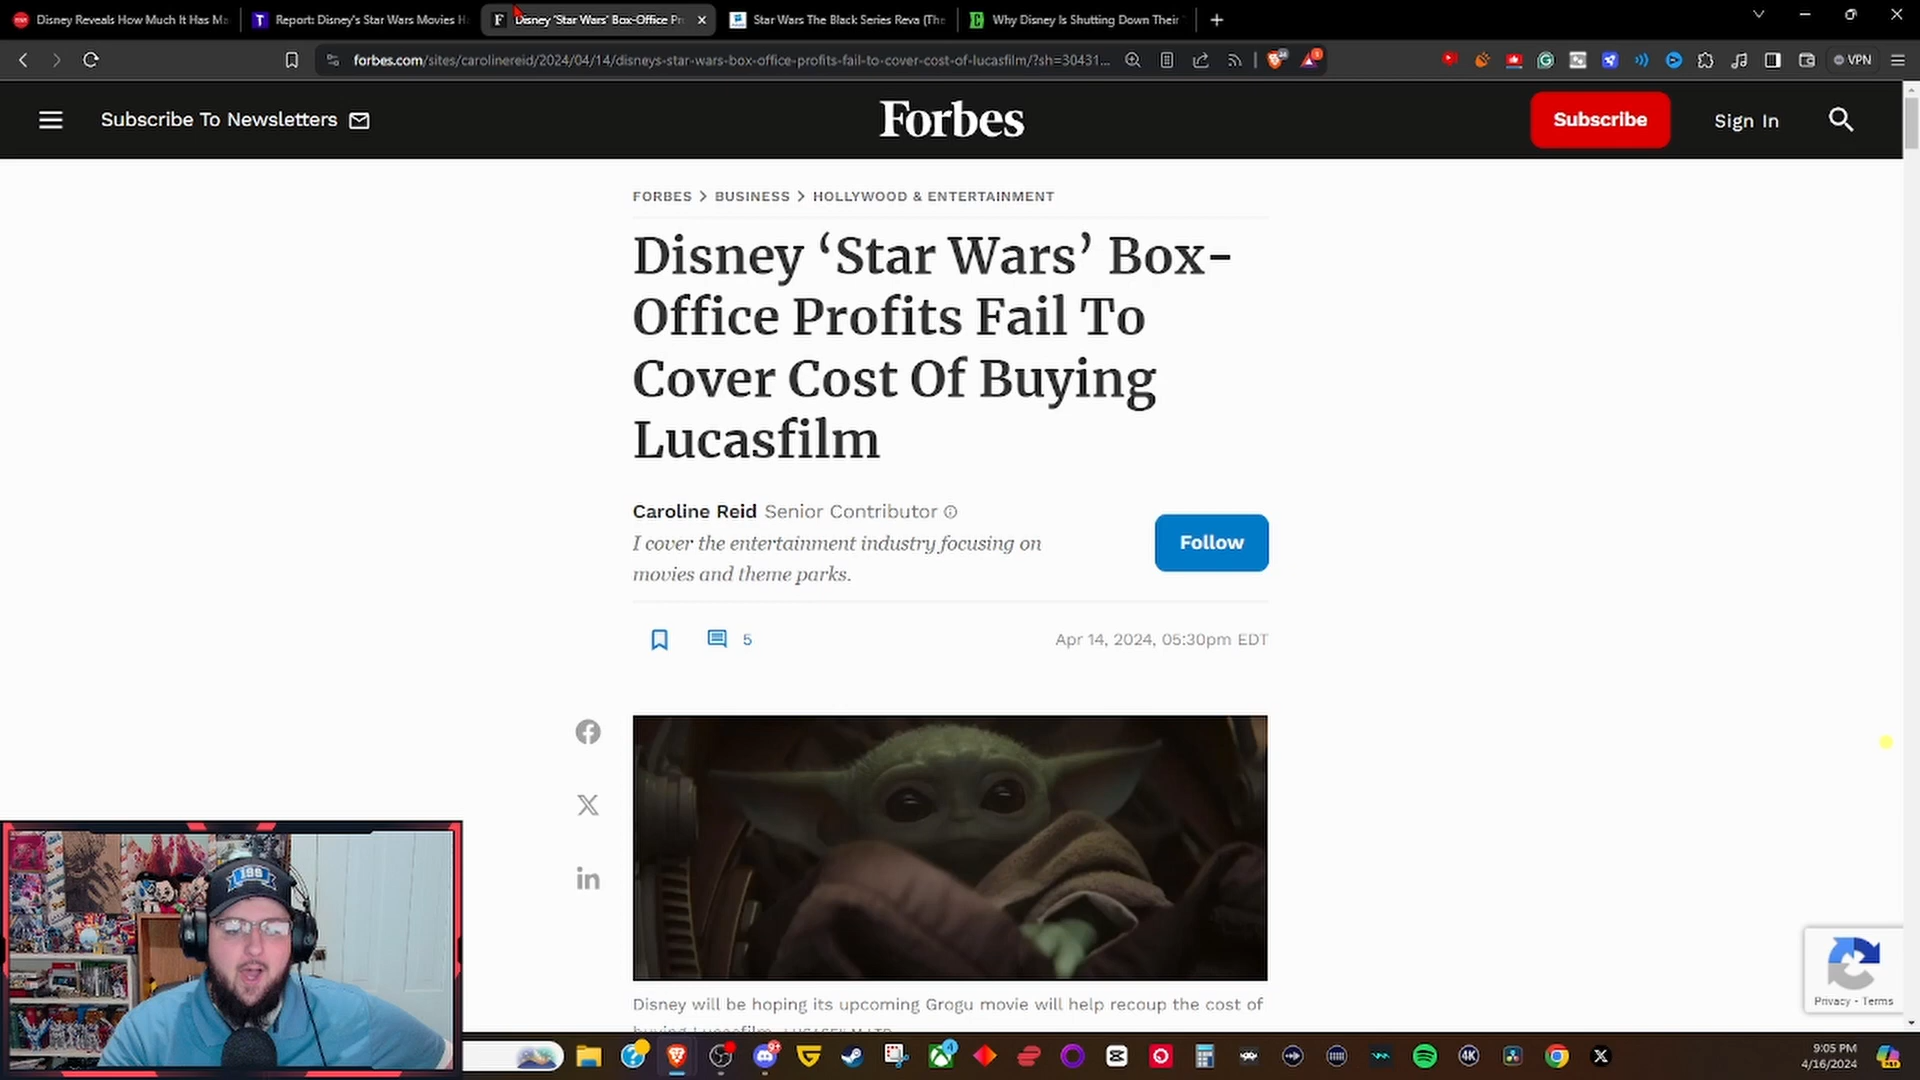 Disney Reveals How Much It Has Ma
Report: Disney's Star Wars Movies H
Disney 'Star Wars' Box-Office Pr
Star Wars The Black Series Reva (The
Why Disney Is Shutting Down Their
forbes.com/sites/carolinereid/2024/04/14/disneys-star-wars-box-office-profits-fail-to-cover-cost-of-lucasfilm/?sh=30431...
VPN
Subscribe To Newsletters
Forbes
Subscribe
Sign In
FORBES > BUSINESS > HOLLYWOOD & ENTERTAINMENT
Disney ‘Star Wars’ Box-
Office Profits Fail To
Cover Cost Of Buying
Lucasfilm
Caroline Reid Senior Contributor
I cover the entertainment industry focusing on
movies and theme parks.
Follow
5
Apr 14, 2024, 05:30pm EDT
Disney will be hoping its upcoming Grogu movie will help recoup the cost of
buying Lucasfilm. LUCASFILM LTD
Privacy - Terms
196
4K
9:05 PM
4/16/2024